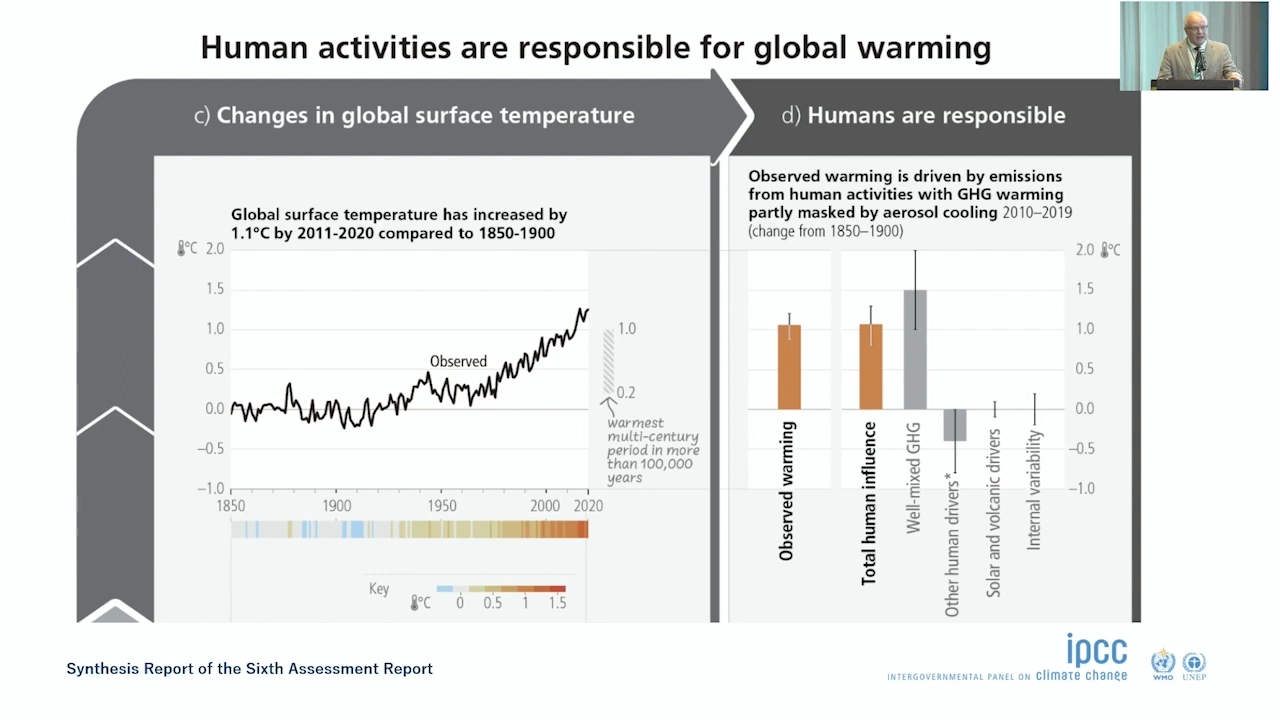 Human activities are responsible for global warming
c) Changes in global surface temperature
Global surface temperature has increased by
1.1°C by 2011-2020 compared to 1850-1900
°C
2.0
1.5
1.0
0.5
0.0
–0.5
–1.0
Observed
1.0
0.2
warmest
multi-century
period in more
than 100,000
years
1850 1900 1950 2000 2020
Key
°C 0 0.5 1 1.5
d) Humans are responsible
Observed warming is driven by emissions
from human activities with GHG warming
partly masked by aerosol cooling 2010–2019
(change from 1850–1900)
2.0 °C
1.5
1.0
0.5
0.0
–0.5
–1.0
Observed warming
Total human influence
Well-mixed GHG
Other human drivers*
Solar and volcanic drivers
Internal variability
Synthesis Report of the Sixth Assessment Report
ipcc
INTERGOVERNMENTAL PANEL ON climate change
WMO
UNEP